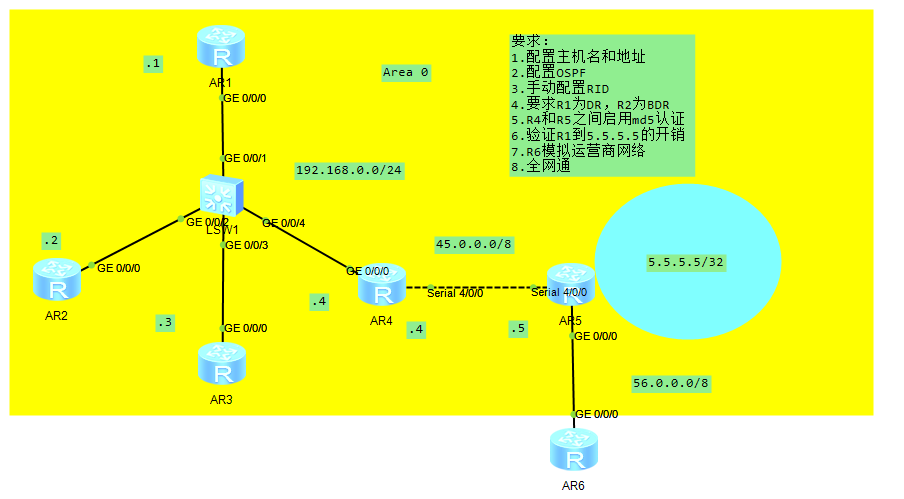 .1
AR1
GE 0/0/0
Area 0
要求:
1.配置主机名和地址
2.配置OSPF
3.手动配置RID
4.要求R1为DR，R2为BDR
5.R4和R5之间启用md5认证
6.验证R1到5.5.5.5的开销
7.R6模拟运营商网络
8.全网通
GE 0/0/1
192.168.0.0/24
LSW1
GE 0/0/2
GE 0/0/4
GE 0/0/3
.2
GE 0/0/0
AR2
GE 0/0/0
.4
AR4
45.0.0.0/8
Serial 4/0/0
Serial 4/0/0
5.5.5.5/32
AR5
.4
.5
.3
GE 0/0/0
AR3
GE 0/0/0
56.0.0.0/8
GE 0/0/0
AR6